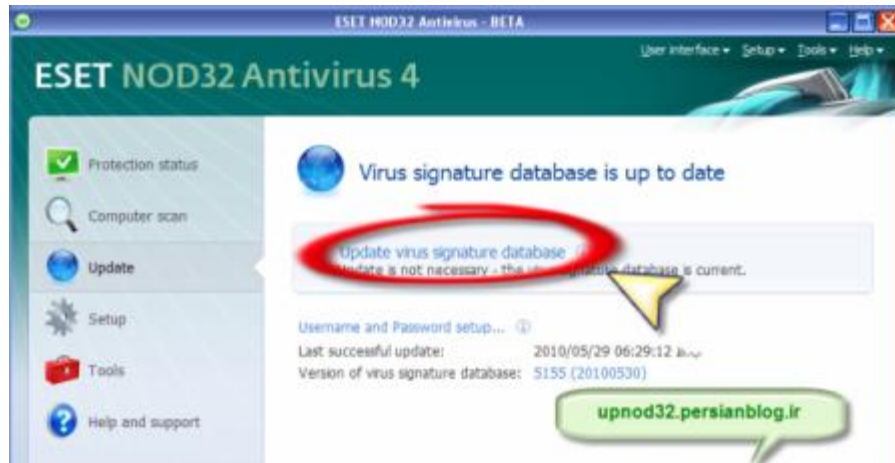 ESET NOD32 Antivirus - BETA
User interface Setup Tools Help
ESET NOD32 Antivirus 4
Protection status
Virus signature database is up to date
Computer scan
Update virus signature database
Update is not necessary - the virus signature database is current.
Update
Setup
Username and Password setup...
Last successful update: 2010/05/29 06:29:12 ب.ظ
Tools
Version of virus signature database: 5155 (20100530)
upnod32.persianblog.ir
Help and support